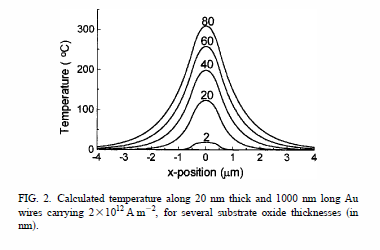 300
200
100
0
Temperature ( °C)
80
60
40
20
2
-4 -3 -2 -1 0 1 2 3 4
x-position (μm)
FIG. 2. Calculated temperature along 20 nm thick and 1000 nm long Au
wires carrying 2×10¹² A m⁻², for several substrate oxide thicknesses (in
nm).